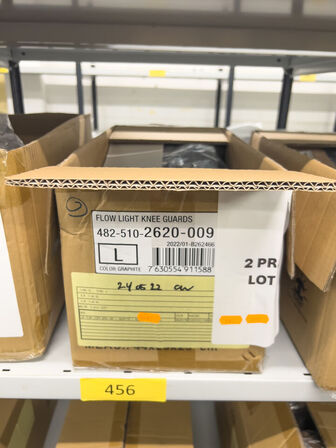 FLOW LIGHT KNEE GUARDS
482-510-2620-009
2022/01-B262466
L
COLOR: GRAPHITE
7 630554 911588
2 PR
LOT
24 05 22
456